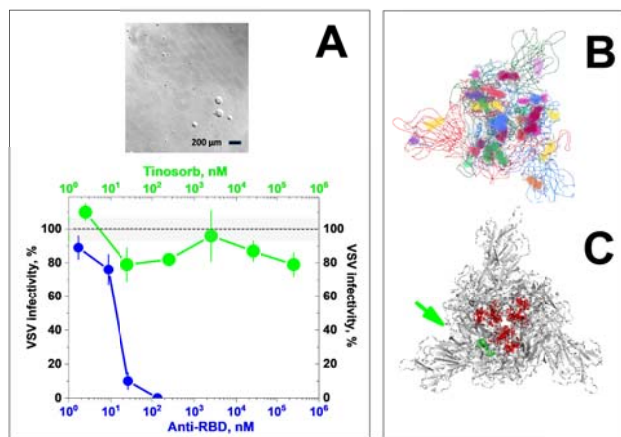 A
200 µm
Tinosorb, nM
10⁰ 10¹ 10² 10³ 10⁴ 10⁵ 10⁶
100
80
60
40
20
0
VSV infectivity, %
100
80
60
40
20
0
VSV infectivity, %
10⁰ 10¹ 10² 10³ 10⁴ 10⁵ 10⁶
Anti-RBD, nM
B
C